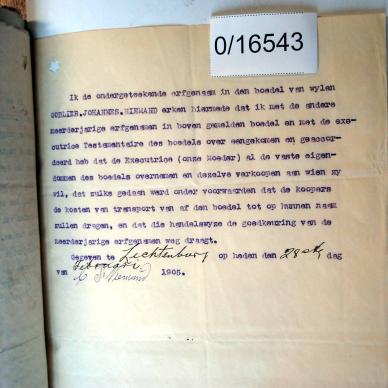 0/16543
Ik de ondergeteekende erfgenaam in den boedel van wylen
GORLIEB JOHANNES NIEMAND erken hiermede dat ik met de andere
meerderjarige erfgenamen in boven gemelden boedel en met de exe-
cutrice Testamentaire des boedels over aengekomen en geaccor-
deerd heb dat de Executrice (onze Moeder) al de vaste eigen-
dommen des boedels overnemen en dezelve verkoopen aan wien zy
wil, dat zulks gedaan werd onder voorwaarden dat de koopers
de kosten van transport van af den boedel tot op hunnen naam
zullen dragen, en dat die handelswyze de goedkeuring van de
meerderjarige erfgenamen weg draagt.
Gegeven te Lichtenburg op heden den 28ste dag
van Februari 1905.
Niemand